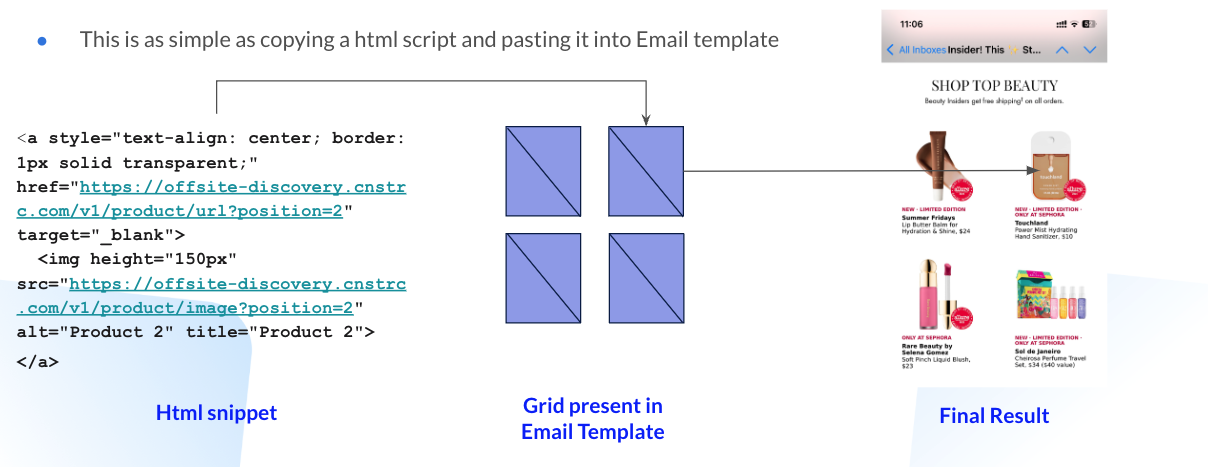 This is as simple as copying a html script and pasting it into Email template
<a style="text-align: center; border:
1px solid transparent;"
href="https://offsite-discovery.cnstr
c.com/v1/product/url?position=2"
target="_blank">
<img height="150px"
src="https://offsite-discovery.cnstrc
.com/v1/product/image?position=2"
alt="Product 2" title="Product 2">
</a>
Html snippet
Grid present in
Email Template
11:06
All Inboxes Insider! This St...
SHOP TOP BEAUTY
Beauty Insiders get free shipping† on all orders.
allure
touchland
allure
NEW · LIMITED EDITION
Summer Fridays
Lip Butter Balm for
Hydration & Shine, $24
NEW · LIMITED EDITION ·
ONLY AT SEPHORA
Touchland
Power Mist Hydrating
Hand Sanitizer, $10
allure
ONLY AT SEPHORA
Rare Beauty by
Selena Gomez
Soft Pinch Liquid Blush,
$23
NEW · LIMITED EDITION ·
ONLY AT SEPHORA
Sol de Janeiro
Cheirosa Perfume Travel
Set, $34 ($40 value)
Final Result